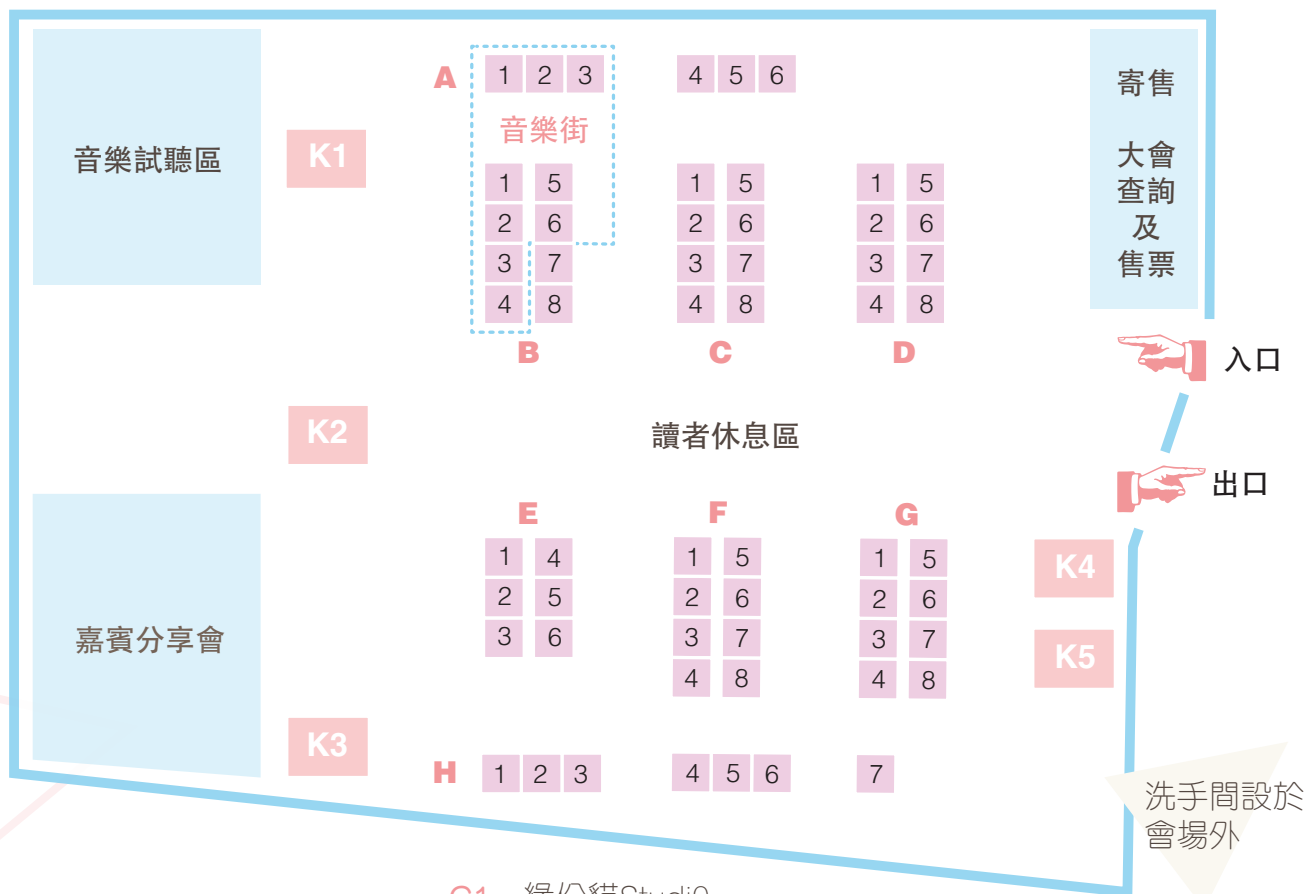 A 1 2 3 4 5 6
寄售
音樂街
音樂試聽區
K1
大會
查詢
及
售票
1 5 1 5 1 5
2 6 2 6 2 6
3 7 3 7 3 7
4 8 4 8 4 8
B C D
入口
K2
讀者休息區
出口
E F G
1 4 1 5 1 5
2 5 2 6 2 6
3 6 3 7 3 7
4 8 4 8
K4
K5
嘉賓分享會
K3
H 1 2 3 4 5 6 7
洗手間設於
會場外